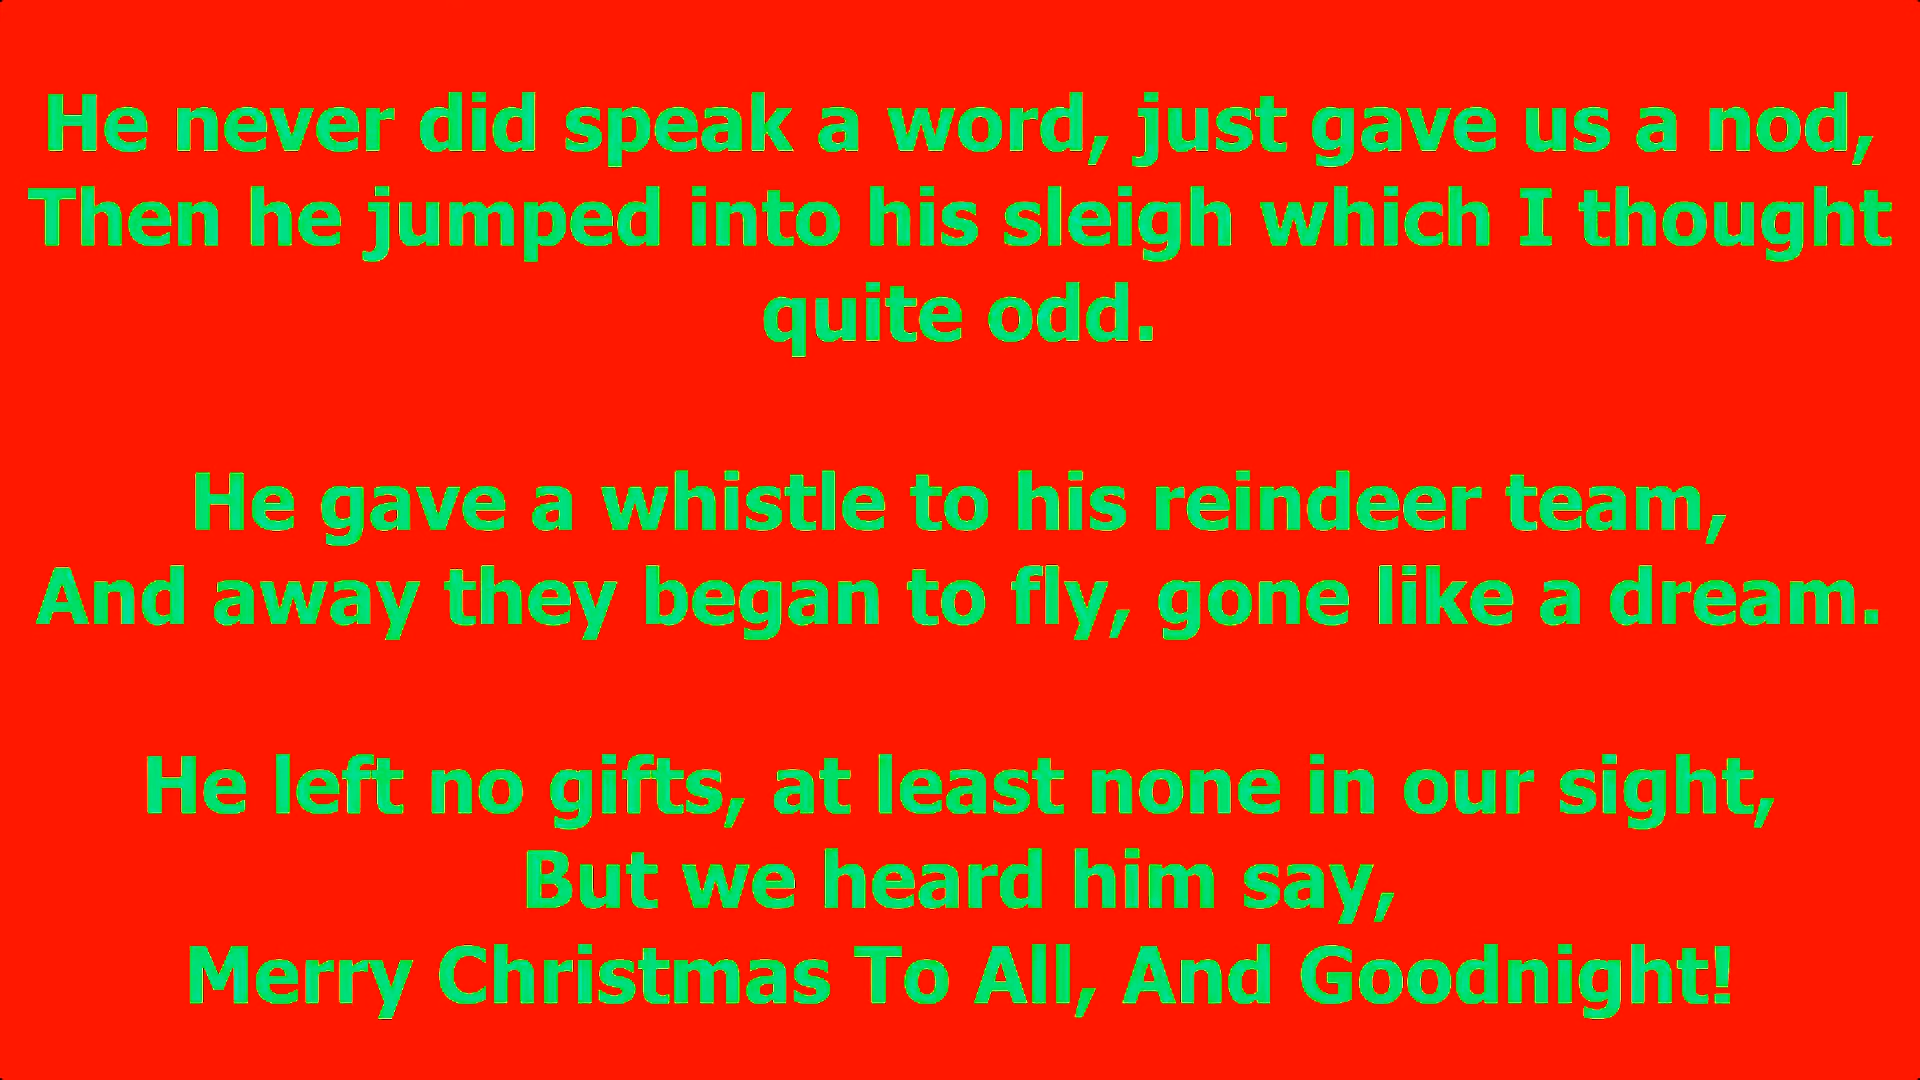 He never did speak a word, just gave us a nod,
Then he jumped into his sleigh which I thought
quite odd.
He gave a whistle to his reindeer team,
And away they began to fly, gone like a dream.
He left no gifts, at least none in our sight,
But we heard him say,
Merry Christmas To All, And Goodnight!